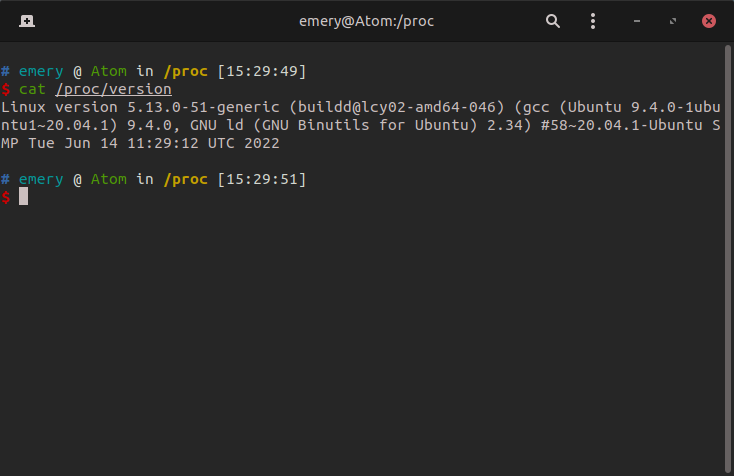 emery@Atom:/proc
# emery @ Atom in /proc [15:29:49]
$ cat /proc/version
Linux version 5.13.0-51-generic (buildd@lcy02-amd64-046) (gcc (Ubuntu 9.4.0-1ubu
ntu1~20.04.1) 9.4.0, GNU ld (GNU Binutils for Ubuntu) 2.34) #58~20.04.1-Ubuntu S
MP Tue Jun 14 11:29:12 UTC 2022
# emery @ Atom in /proc [15:29:51]
$